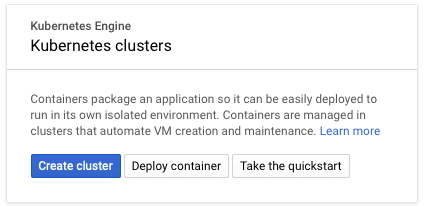 Kubernetes Engine
Kubernetes clusters
Containers package an application so it can be easily deployed to
run in its own isolated environment. Containers are managed in
clusters that automate VM creation and maintenance. Learn more
Create cluster Deploy container Take the quickstart